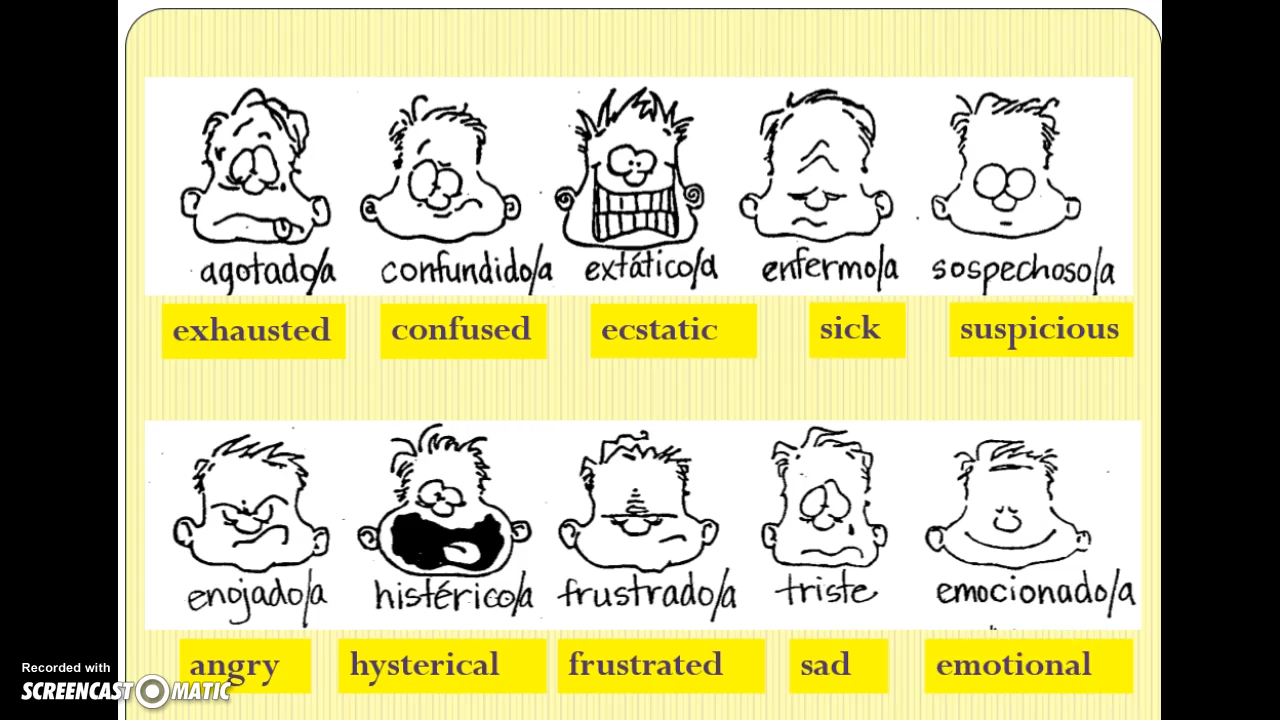 agotado/a confundido/a extático/a enfermo/a sospechoso/a
exhausted confused ecstatic sick suspicious
enojado/a histérico/a frustrado/a triste emocionado/a
angry hysterical frustrated sad emotional
Recorded with
SCREENCAST-O-MATIC